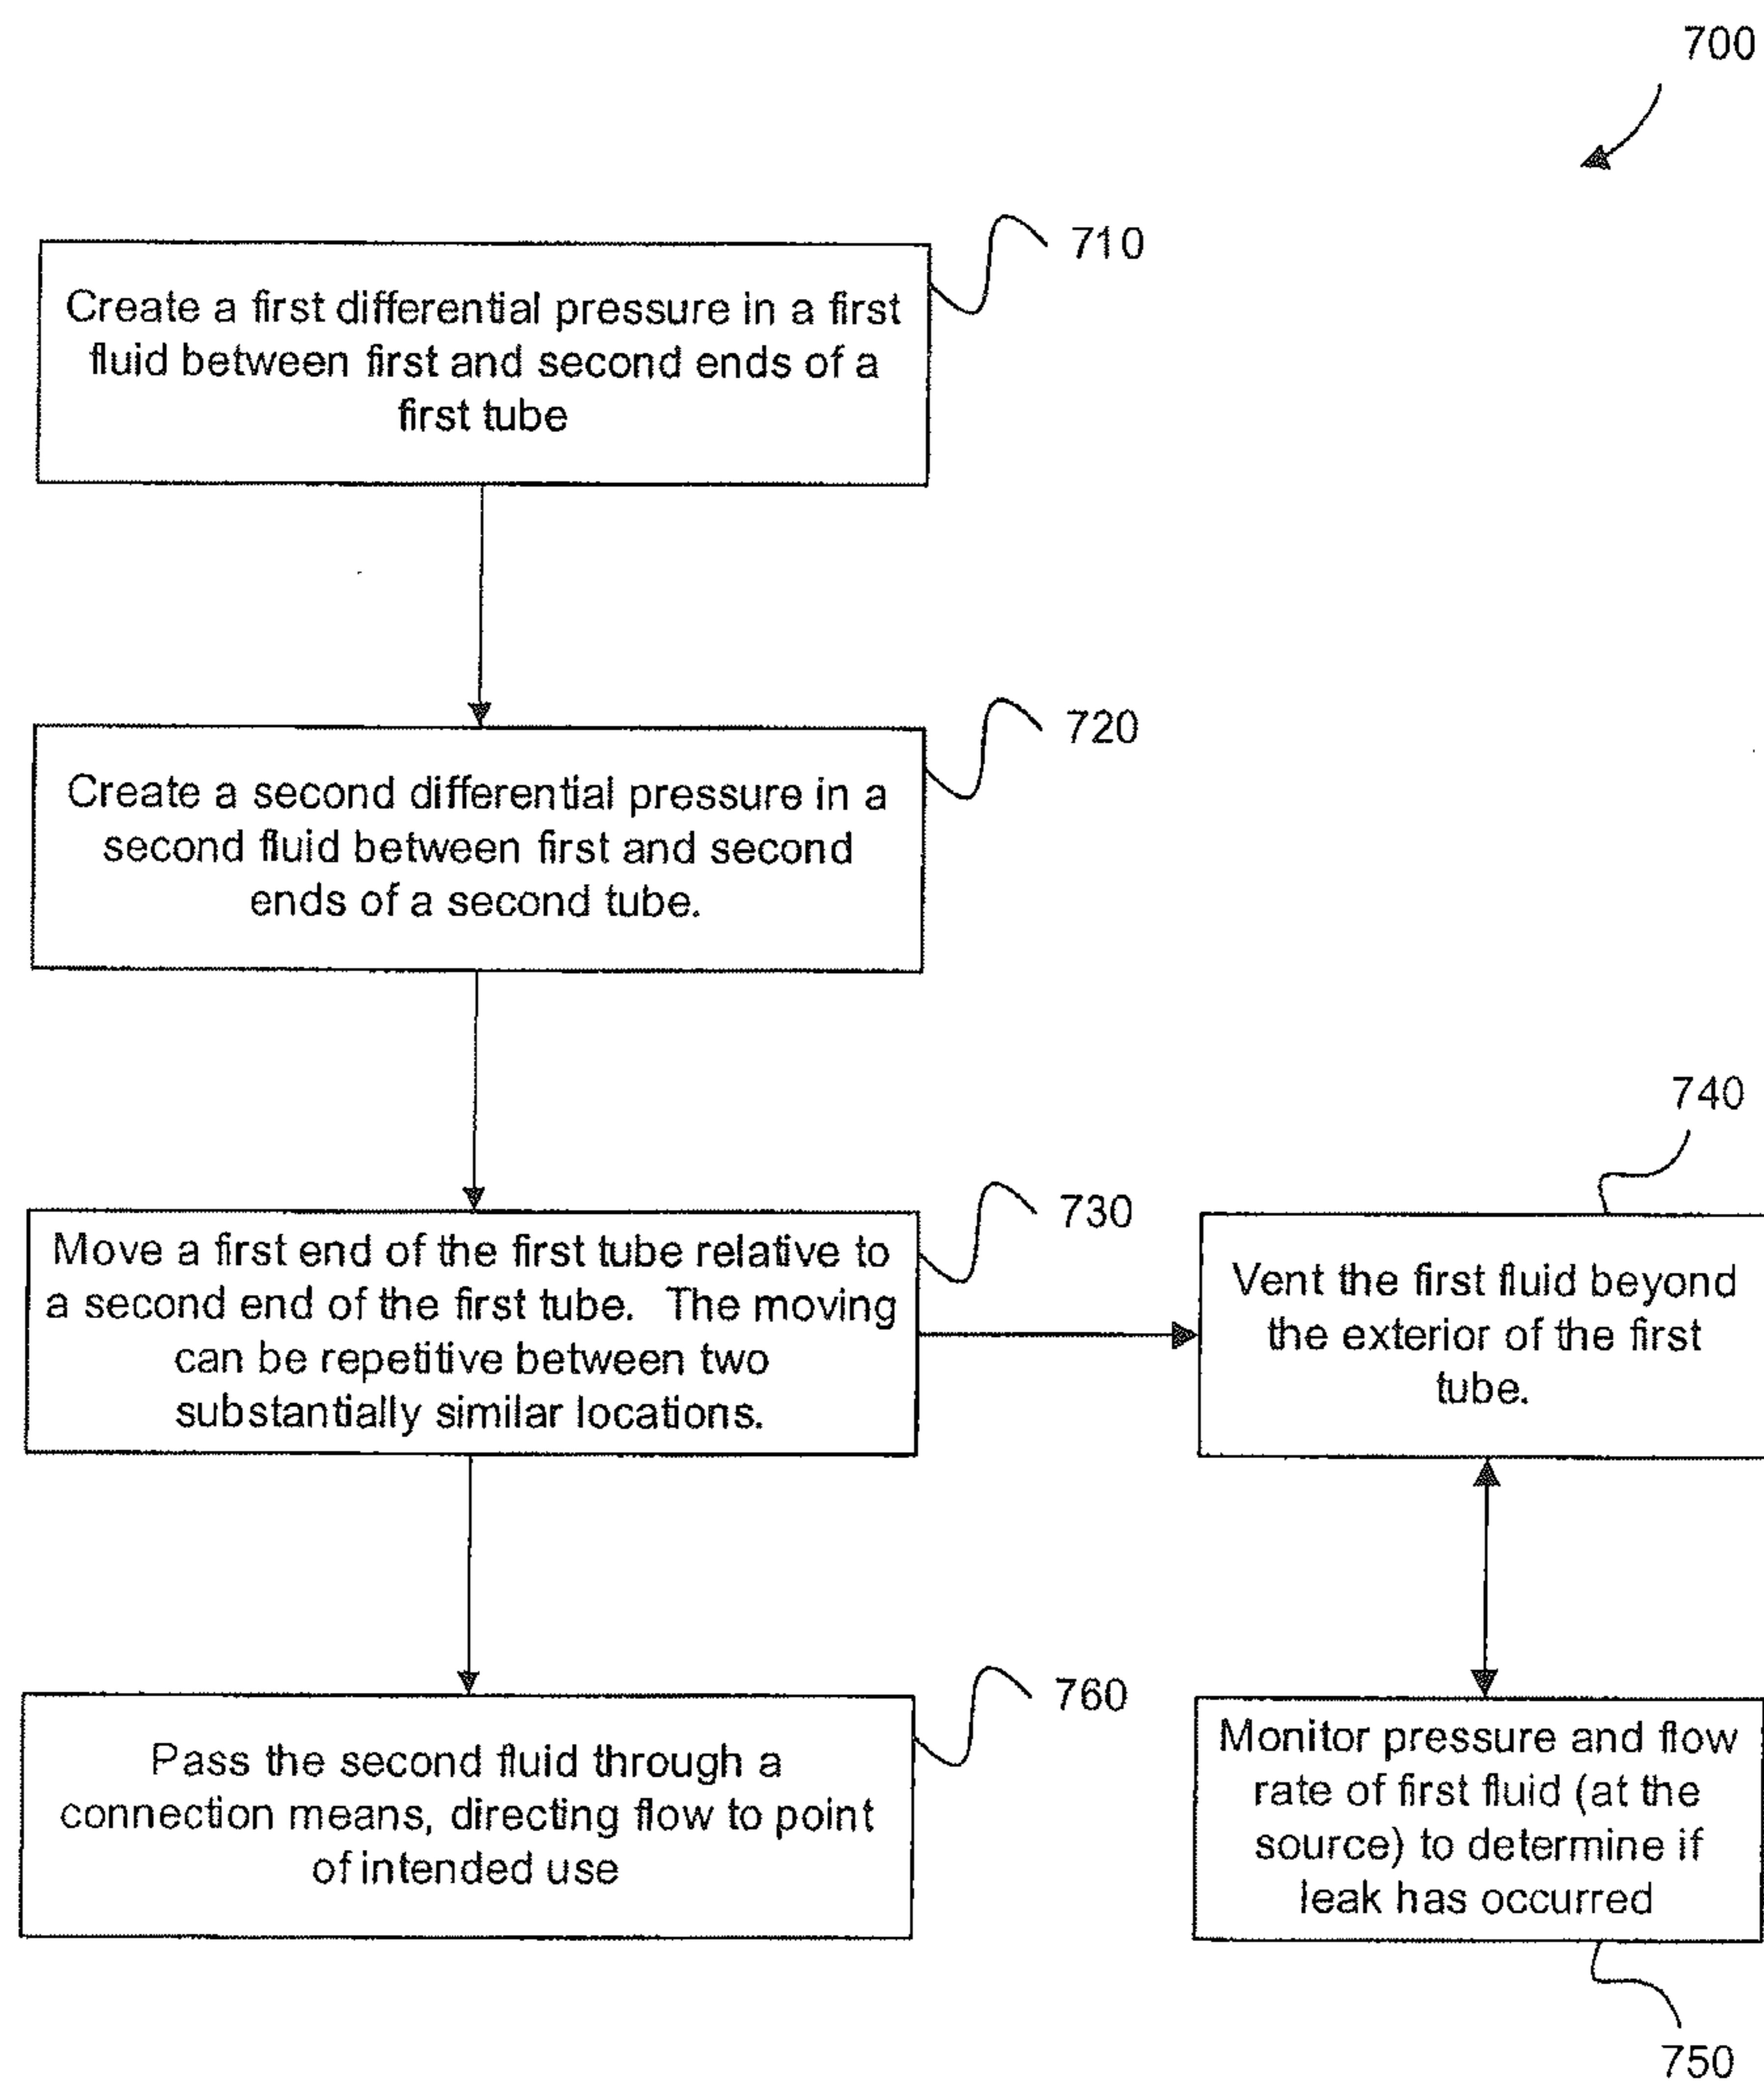 700
710
Create a first differential pressure in a first
fluid between first and second ends of a
first tube
720
Create a second differential pressure in a
second fluid between first and second
ends of a second tube.
730
Move a first end of the first tube relative to
a second end of the first tube. The moving
can be repetitive between two
substantially similar locations.
740
Vent the first fluid beyond
the exterior of the first
tube.
760
Pass the second fluid through a
connection means, directing flow to point
of intended use
Monitor pressure and flow
rate of first fluid (at the
source) to determine if
leak has occurred
750